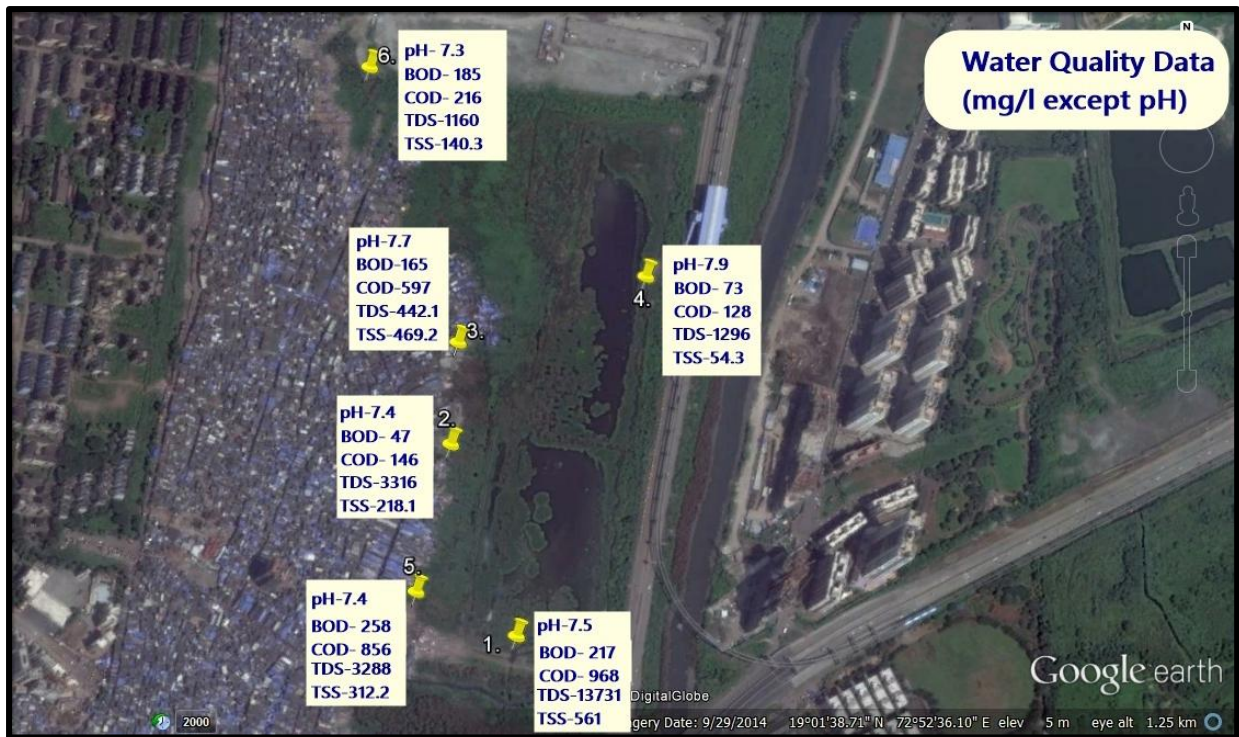 Water Quality Data
(mg/l except pH)
N
6.
pH- 7.3
BOD- 185
COD- 216
TDS-1160
TSS-140.3
pH-7.7
BOD-165
COD-597
TDS-442.1
TSS-469.2
3.
4.
pH-7.9
BOD- 73
COD- 128
TDS-1296
TSS-54.3
pH-7.4
BOD- 47
COD- 146
TDS-3316
TSS-218.1
2.
5.
pH-7.4
BOD- 258
COD- 856
TDS-3288
TSS-312.2
1.
pH-7.5
BOD- 217
COD- 968
TDS-13731
TSS-561
DigitalGlobe
Google earth
2000
gery Date: 9/29/2014 19°01'38.71" N 72°52'36.10" E elev 5 m eye alt 1.25 km